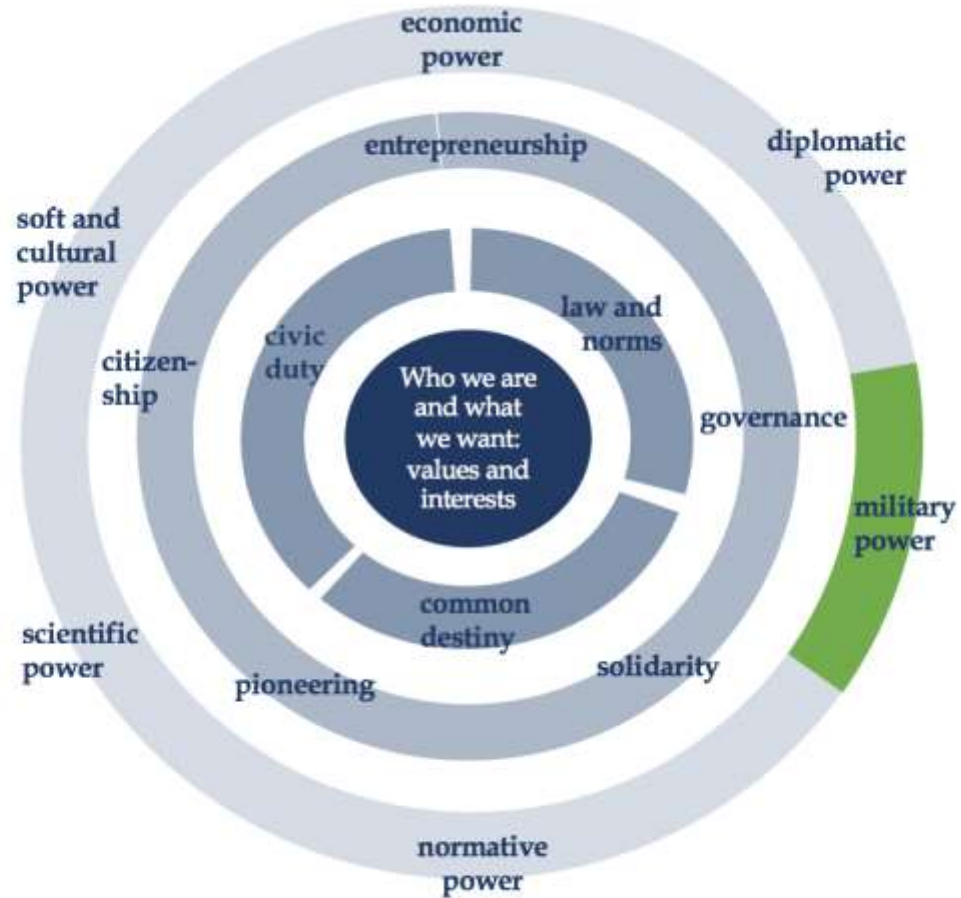 economic
power
diplomatic
power
entrepreneurship
soft and
cultural
power
law and
norms
civic
duty
citizen-
ship
Who we are
and what
we want:
values and
interests
governance
military
power
common
destiny
scientific
power
solidarity
pioneering
normative
power